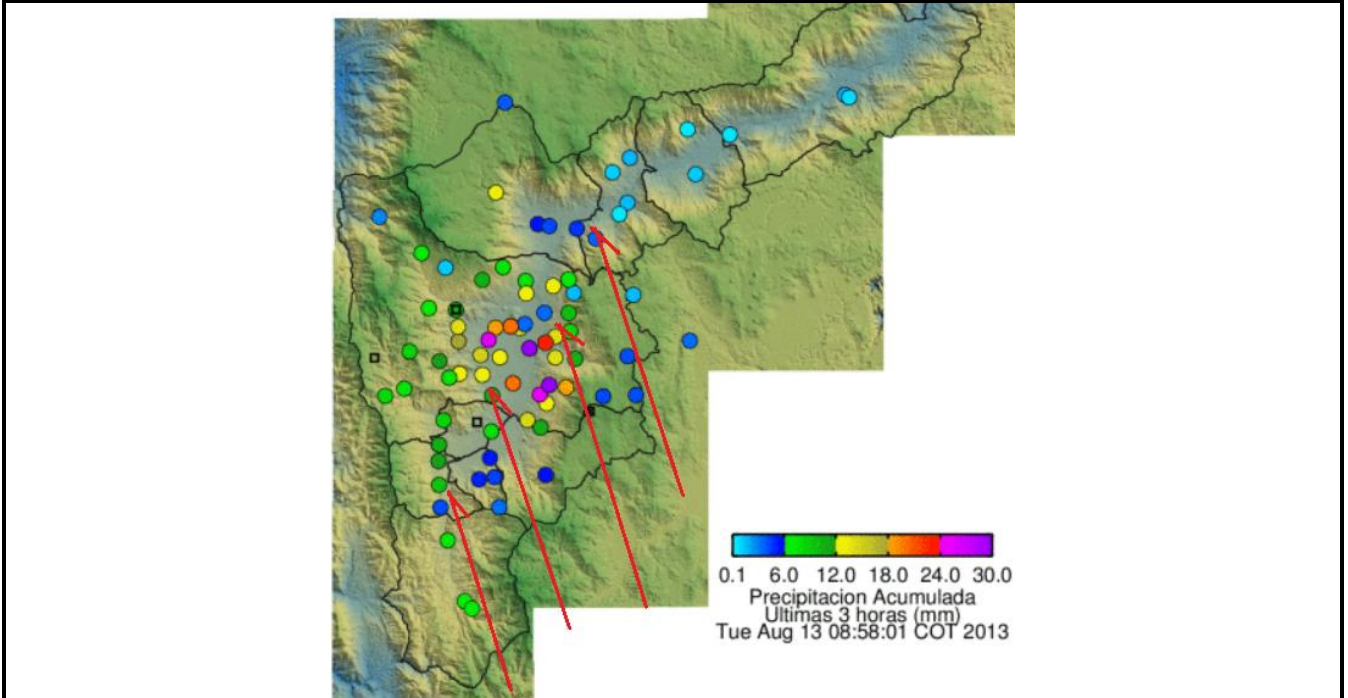 0.1 6.0 12.0 18.0 24.0 30.0
Precipitacion Acumulada
Ultimas 3 horas (mm)
Tue Aug 13 08:58:01 COT 2013